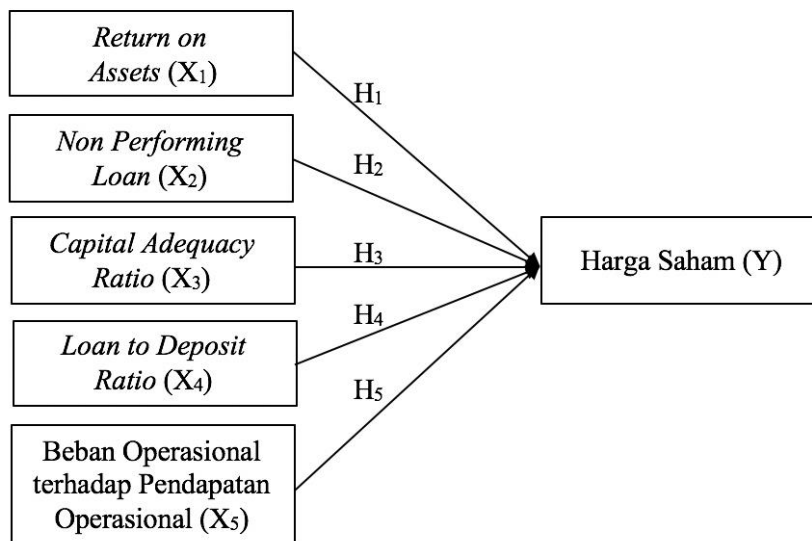 Return on
Assets (X₁)
H₁
Non Performing
Loan (X₂)
H₂
Capital Adequacy
Ratio (X₃)
H₃
Harga Saham (Y)
Loan to Deposit
Ratio (X₄)
H₄
H₅
Beban Operasional
terhadap Pendapatan
Operasional (X₅)